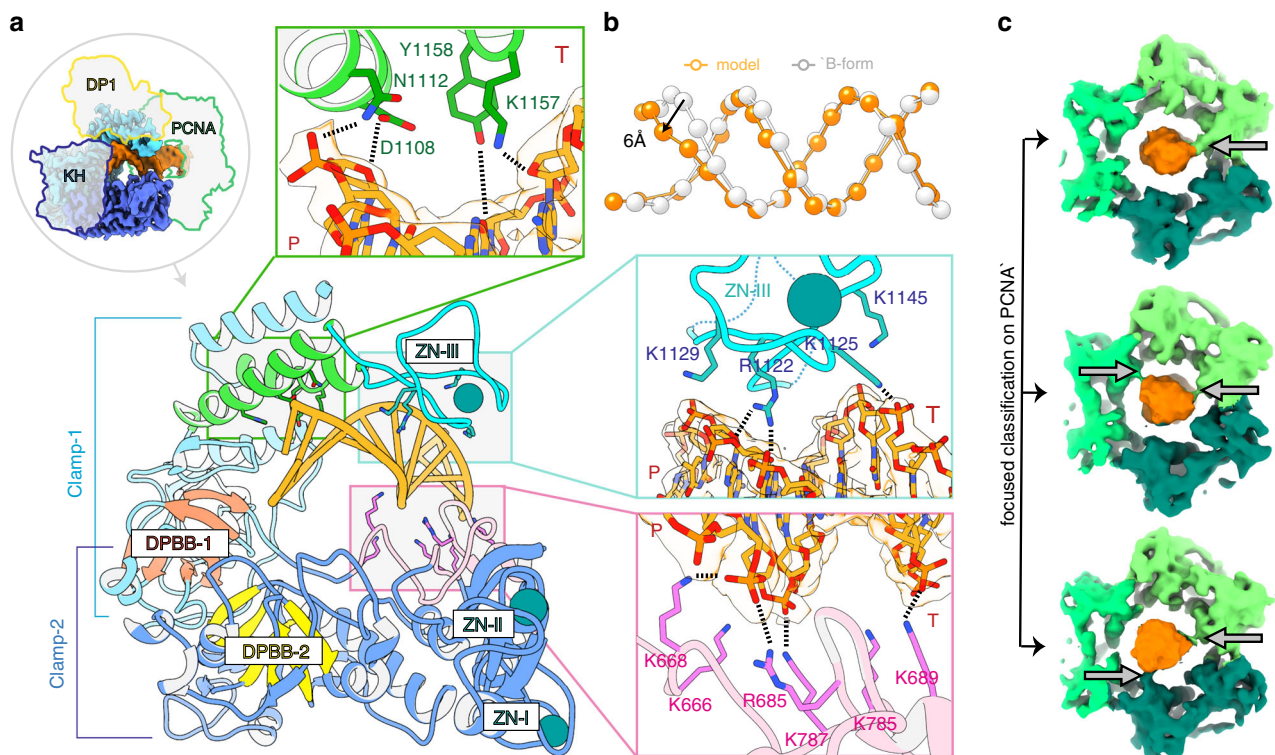 a
DP1
PCNA
KH
Y1158
N1112
T
K1157
D1108
P
b
model
`B-form
6Å
c
ZN-III
K1145
K1129
K1125
R1122
T
P
ZN-III
Clamp-1
DPBB-1
Clamp-2
DPBB-2
ZN-II
ZN-I
P
T
K668
K666
R685
K689
K785
K787
focused classification on PCNA`